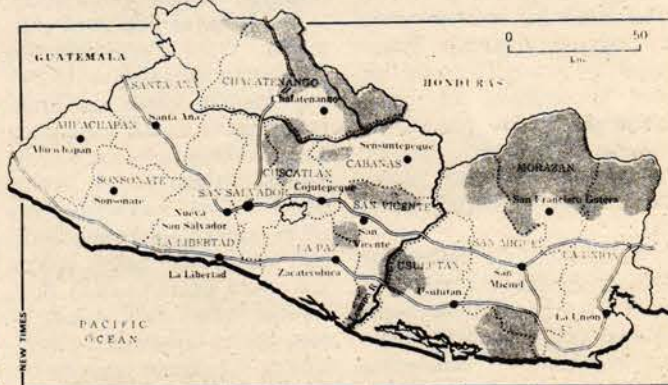 0 50
Km.
GUATEMALA
HONDURAS
SANTA ANA
CHALATENANGO
Chalatenango
AHUACHAPAN
Santa Ana
Ahuachapan
Sensuntepeque
CABAÑAS
MORAZAN
CUSCATLAN
SONSONATE
Sonsonate
SAN SALVADOR
Cojutepeque
San Francisco Gotera
Nueva
San Salvador
SAN VICENTE
San
Vicente
LA LIBERTAD
LA PAZ
SAN MIGUEL
LA UNION
USULUTAN
La Libertad
Zacatecoluca
San
Miguel
Usulutan
La Union
PACIFIC
OCEAN
NEW TIMES